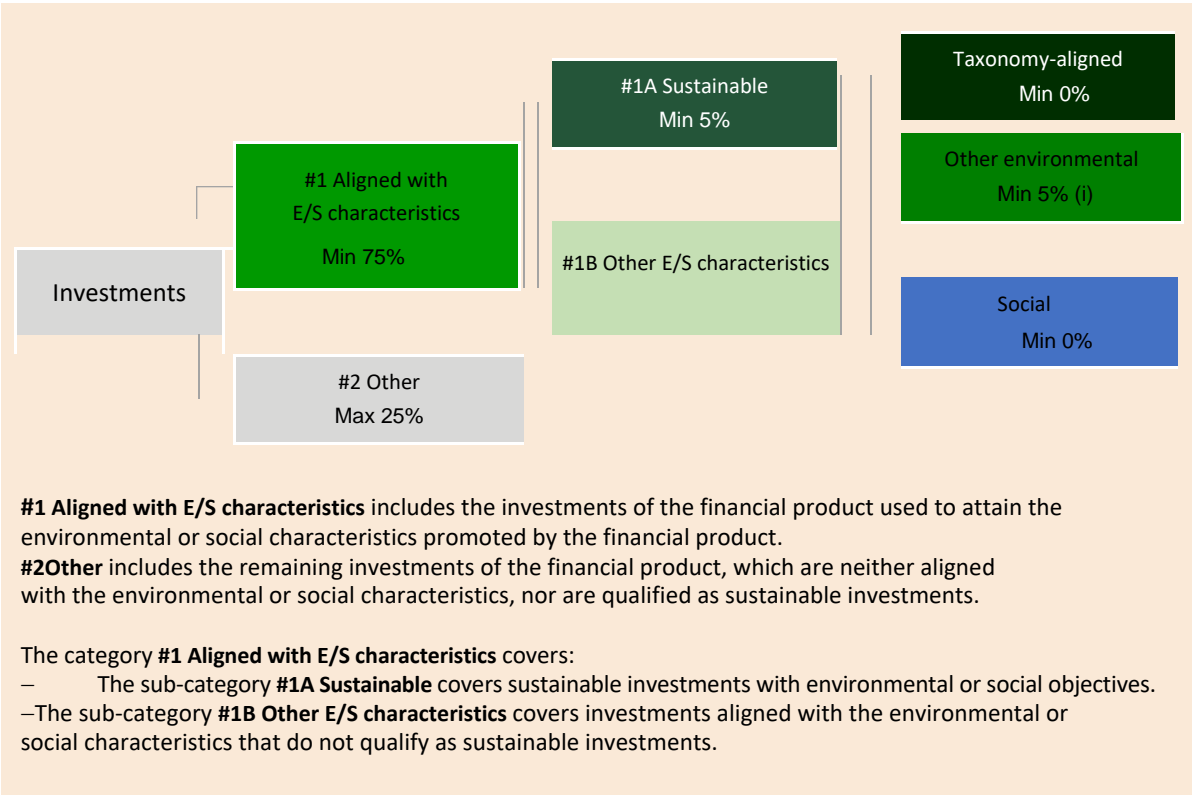 Investments
#1 Aligned with
E/S characteristics
Min 75%
#2 Other
Max 25%
#1A Sustainable
Min 5%
#1B Other E/S characteristics
Taxonomy-aligned
Min 0%
Other environmental
Min 5% (i)
Social
Min 0%
#1 Aligned with E/S characteristics includes the investments of the financial product used to attain the
environmental or social characteristics promoted by the financial product.
#2Other includes the remaining investments of the financial product, which are neither aligned
with the environmental or social characteristics, nor are qualified as sustainable investments.
The category #1 Aligned with E/S characteristics covers:
– The sub-category #1A Sustainable covers sustainable investments with environmental or social objectives.
–The sub-category #1B Other E/S characteristics covers investments aligned with the environmental or
social characteristics that do not qualify as sustainable investments.